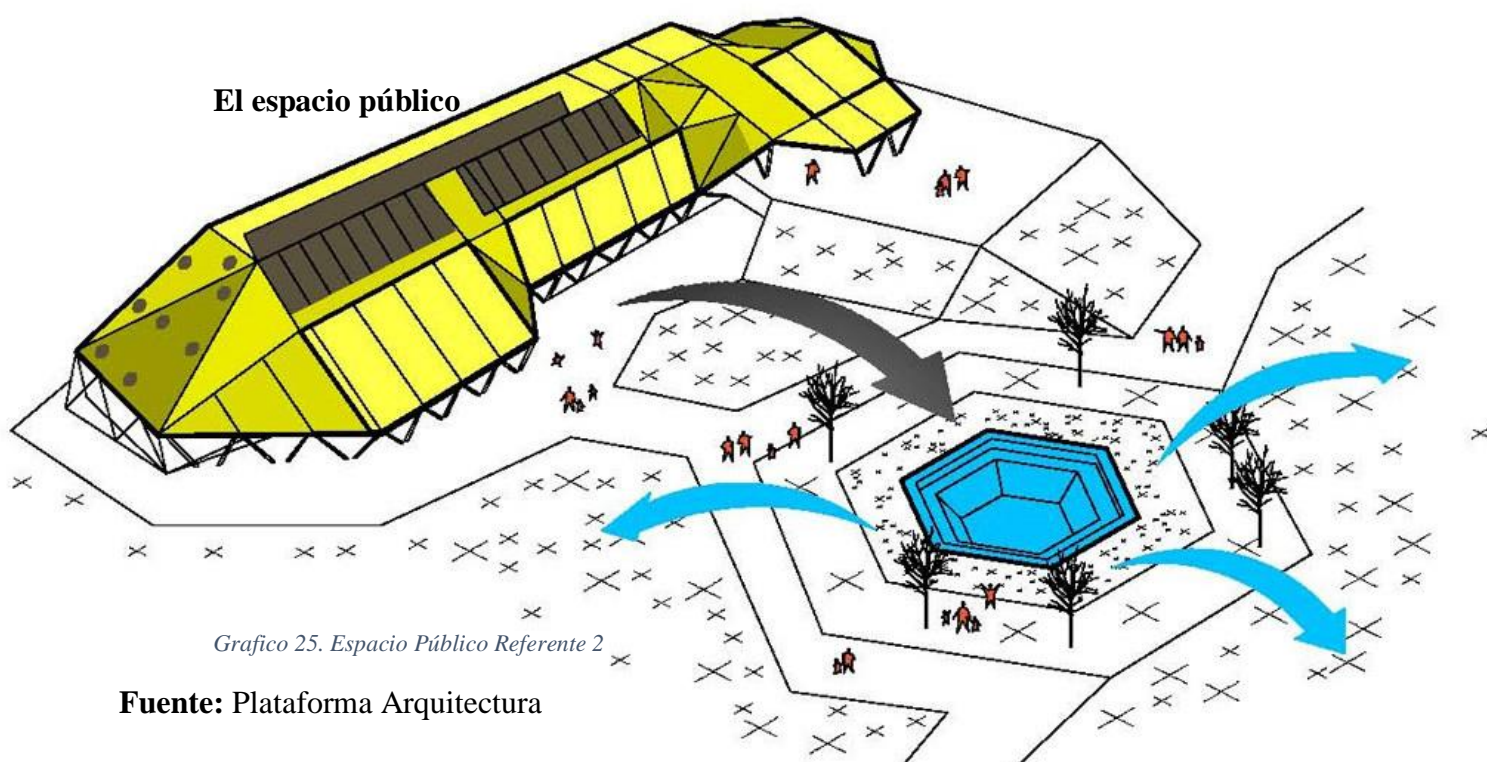 El espacio público
Grafico 25. Espacio Público Referente 2
Fuente: Plataforma Arquitectura